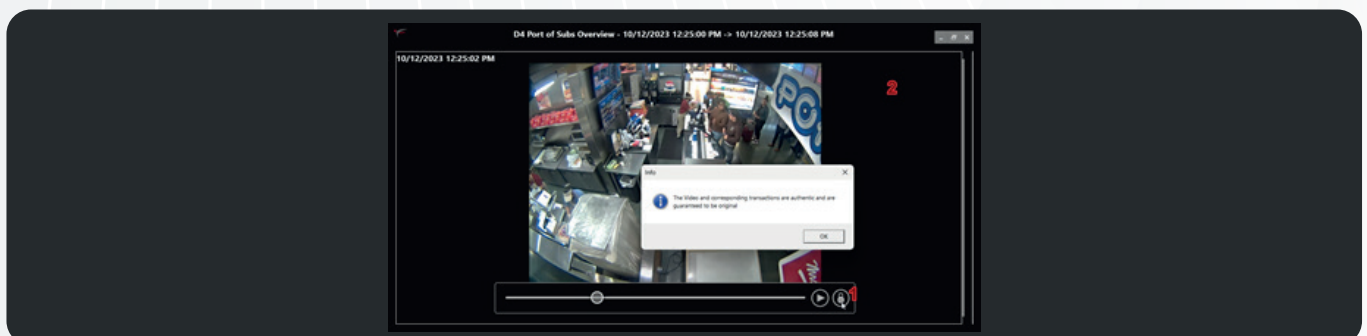 D4 Port of Subs Overview - 10/12/2023 12:25:00 PM -> 10/12/2023 12:25:08 PM
10/12/2023 12:25:02 PM
2
Info
The Video and corresponding transactions are authentic and are
guaranteed to be original
OK
1